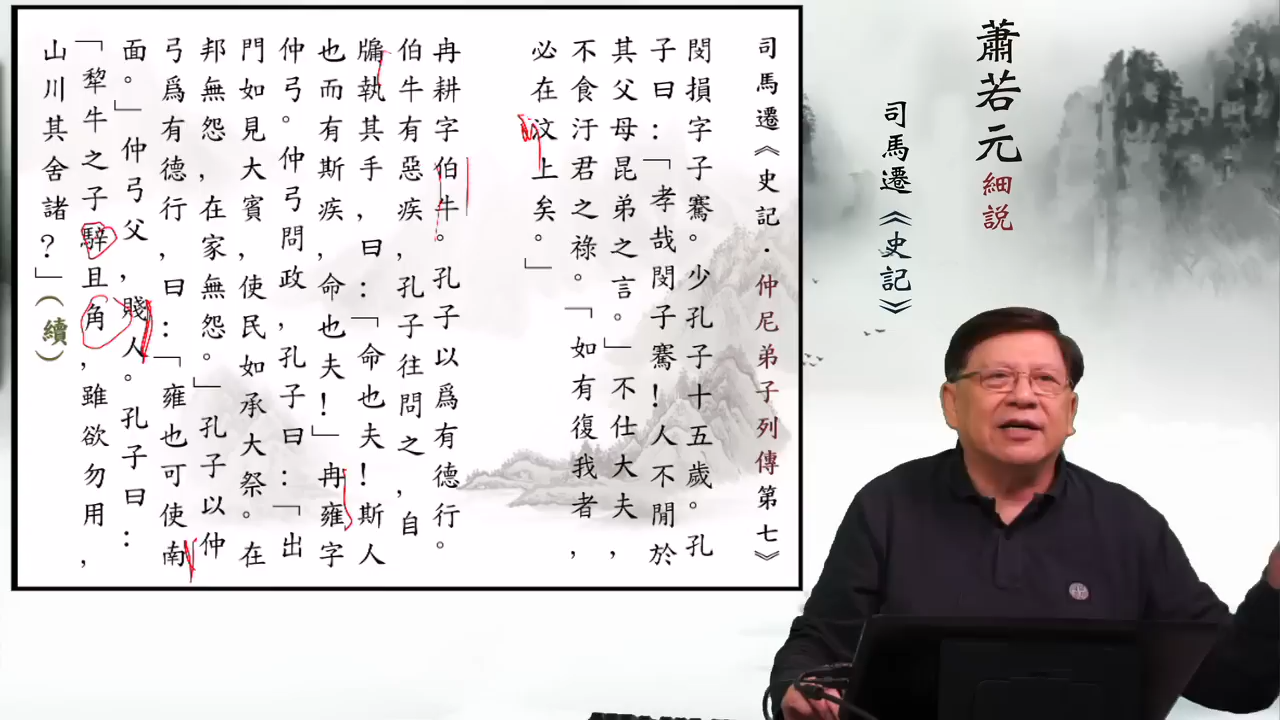 蕭若元細説
司馬遷《史記》
司馬遷《史記．仲尼弟子列傳第七》
閔損字子騫。少孔子十五歲。孔
子曰：「孝哉閔子騫！人不閒於
其父母昆弟之言。」不仕大夫，
不食汙君之祿。「如有復我者，
必在汶上矣。」
冉耕字伯牛。孔子以爲有德行。
伯牛有惡疾，孔子往問之，自
牖執其手，曰：「命也夫！斯人
也而有斯疾，命也夫！」冉雍字
仲弓。仲弓問政，孔子曰：「出
門如見大賓，使民如承大祭。在
邦無怨，在家無怨。」孔子以仲
弓爲有德行，曰：「雍也可使南
面。」仲弓父，賤人。孔子曰：
「犂牛之子騂且角，雖欲勿用，
山川其舍諸？」（續）